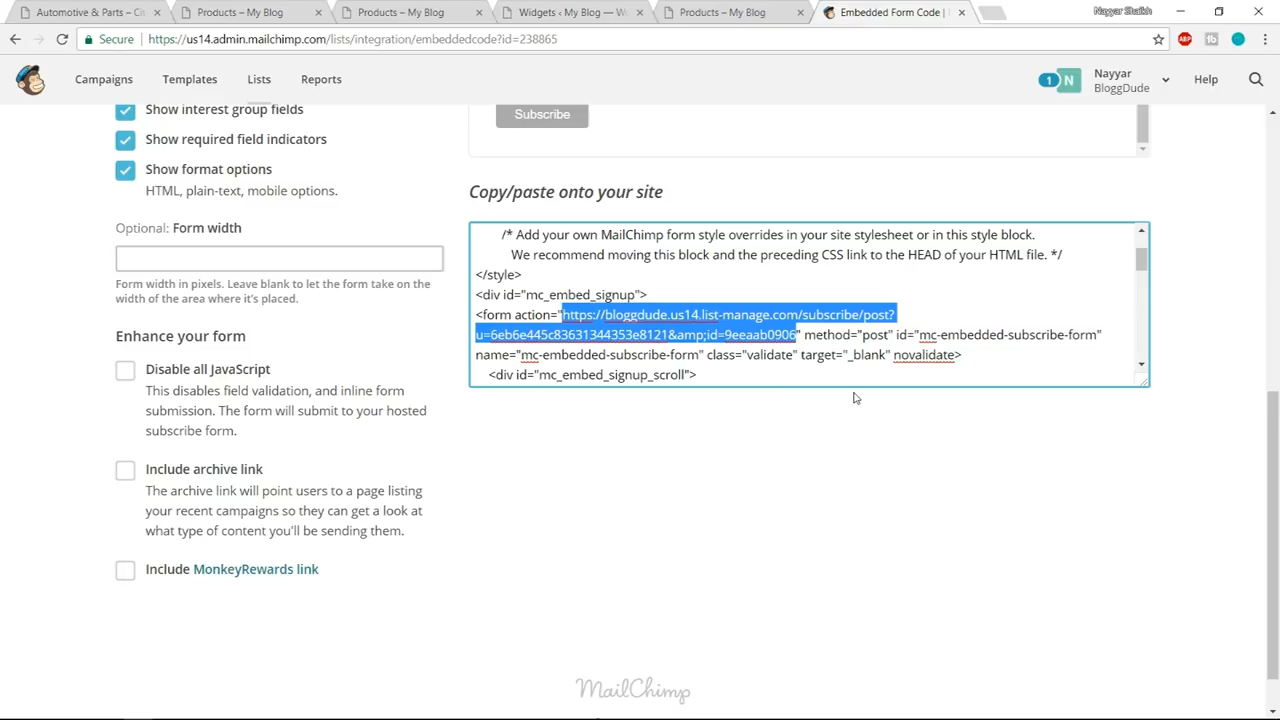 Automotive & Parts – Ci
Products – My Blog
Products – My Blog
Widgets ‹ My Blog — W
Products – My Blog
Embedded Form Code |
Nayyar Shaikh
Secure
https://us14.admin.mailchimp.com/lists/integration/embeddedcode?id=238865
ABP
tb
Campaigns
Templates
Lists
Reports
1
N
Nayyar
BloggDude
Help
Show interest group fields
Show required field indicators
Show format options
HTML, plain-text, mobile options.
Optional: Form width
Form width in pixels. Leave blank to let the form take on the
width of the area where it's placed.
Enhance your form
Disable all JavaScript
This disables field validation, and inline form
submission. The form will submit to your hosted
subscribe form.
Include archive link
The archive link will point users to a page listing
your recent campaigns so they can get a look at
what type of content you'll be sending them.
Include MonkeyRewards link
Subscribe
Copy/paste onto your site
/* Add your own MailChimp form style overrides in your site stylesheet or in this style block.
We recommend moving this block and the preceding CSS link to the HEAD of your HTML file. */
</style>
<div id="mc_embed_signup">
<form action="https://bloggdude.us14.list-manage.com/subscribe/post?
u=6eb6e445c83631344353e8121&amp;id=9eeaab0906" method="post" id="mc-embedded-subscribe-form"
name="mc-embedded-subscribe-form" class="validate" target="_blank" novalidate>
<div id="mc_embed_signup_scroll">
MailChimp